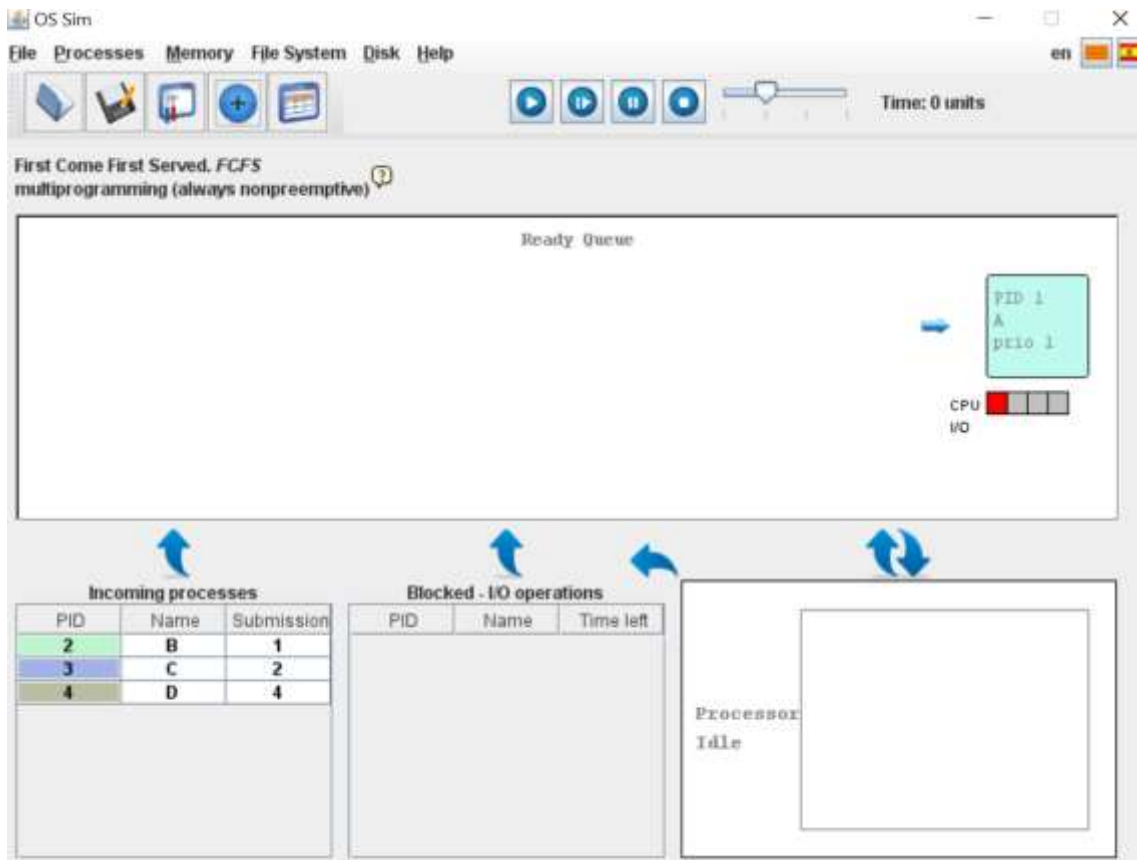 OS Sim
File Processes Memory File System Disk Help
en
Time: 0 units
First Come First Served. FCFS
multiprogramming (always nonpreemptive) ?
Ready Queue
PID 1
A
prio 1
CPU
I/O
Incoming processes
PID Name Submission
2 B 1
3 C 2
4 D 4
Blocked - I/O operations
PID Name Time left
Processor
Idle